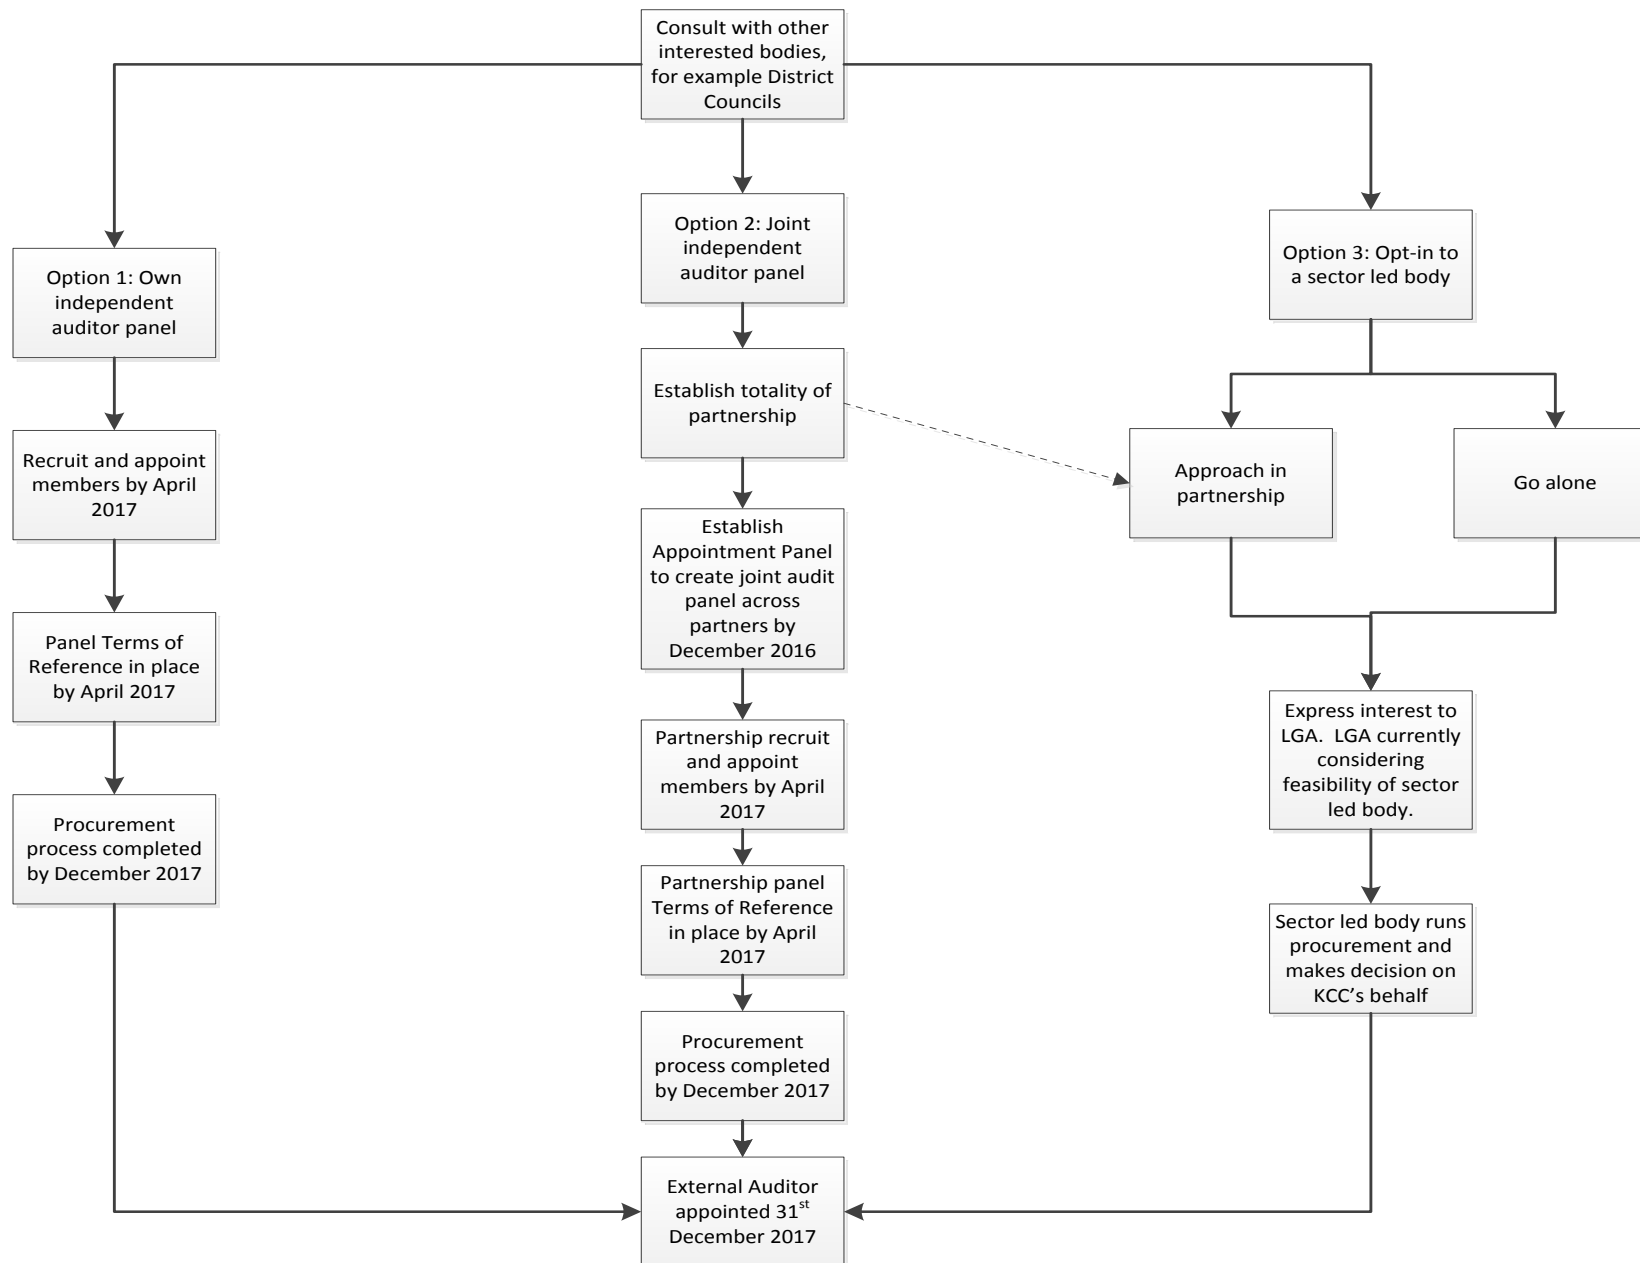 Consult with other
interested bodies,
for example District
Councils
Option 1: Own
independent
auditor panel
Recruit and appoint
members by April
2017
Panel Terms of
Reference in place
by April 2017
Procurement
process completed
by December 2017
Option 2: Joint
independent
auditor panel
Establish totality of
partnership
Establish
Appointment Panel
to create joint audit
panel across
partners by
December 2016
Partnership recruit
and appoint
members by April
2017
Partnership panel
Terms of Reference
in place by April
2017
Procurement
process completed
by December 2017
Option 3: Opt-in to
a sector led body
Approach in
partnership
Go alone
Express interest to
LGA.  LGA currently
considering
feasibility of sector
led body.
Sector led body runs
procurement and
makes decision on
KCC’s behalf
External Auditor
appointed 31st
December 2017